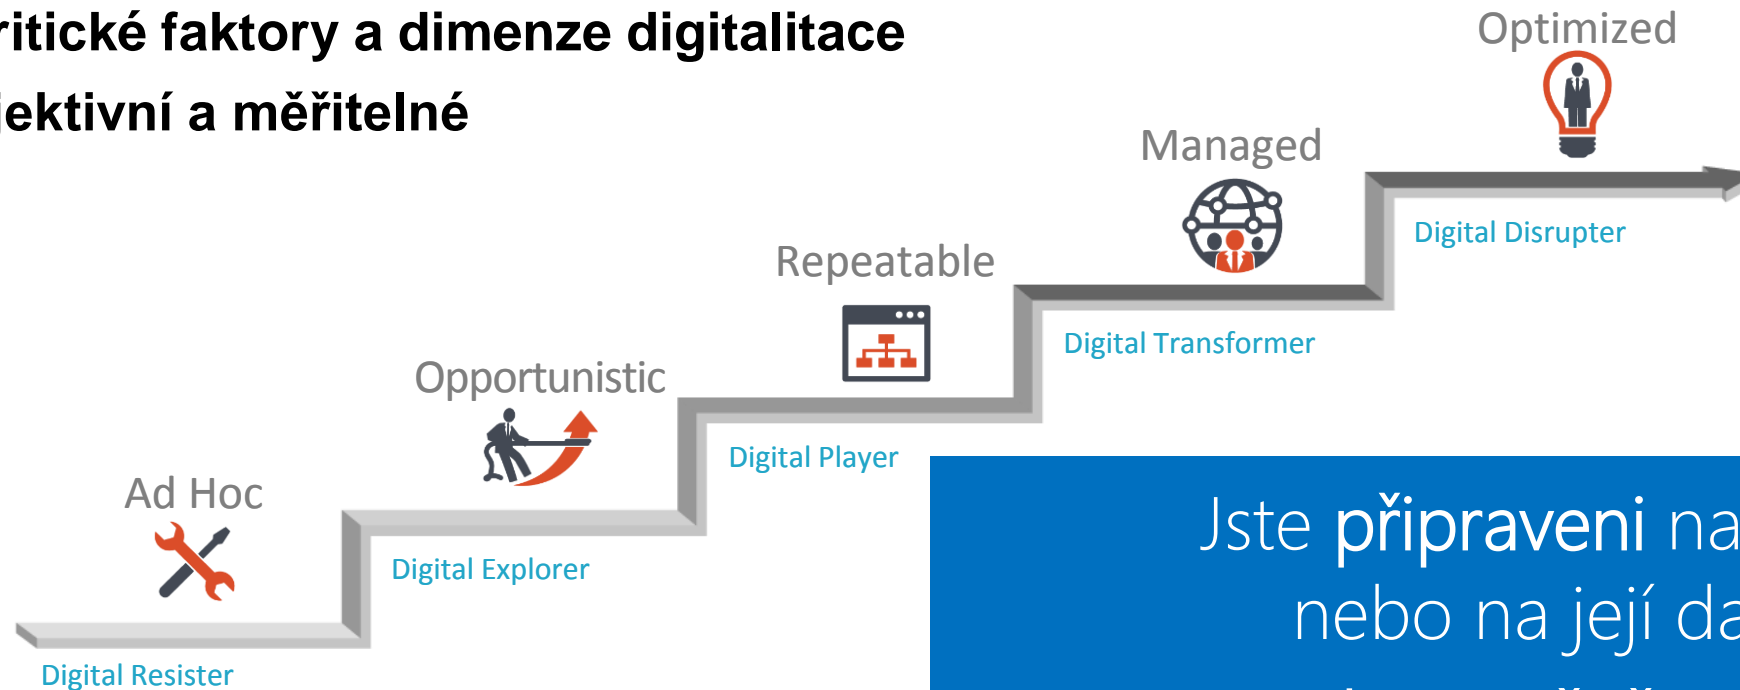 ritické faktory a dimenze digitalitace
jektivní a měřitelné
Optimized
Managed
Digital Disrupter
Repeatable
Digital Transformer
Opportunistic
Digital Player
Ad Hoc
Digital Explorer
Jste připraveni na
nebo na její da
Digital Resister